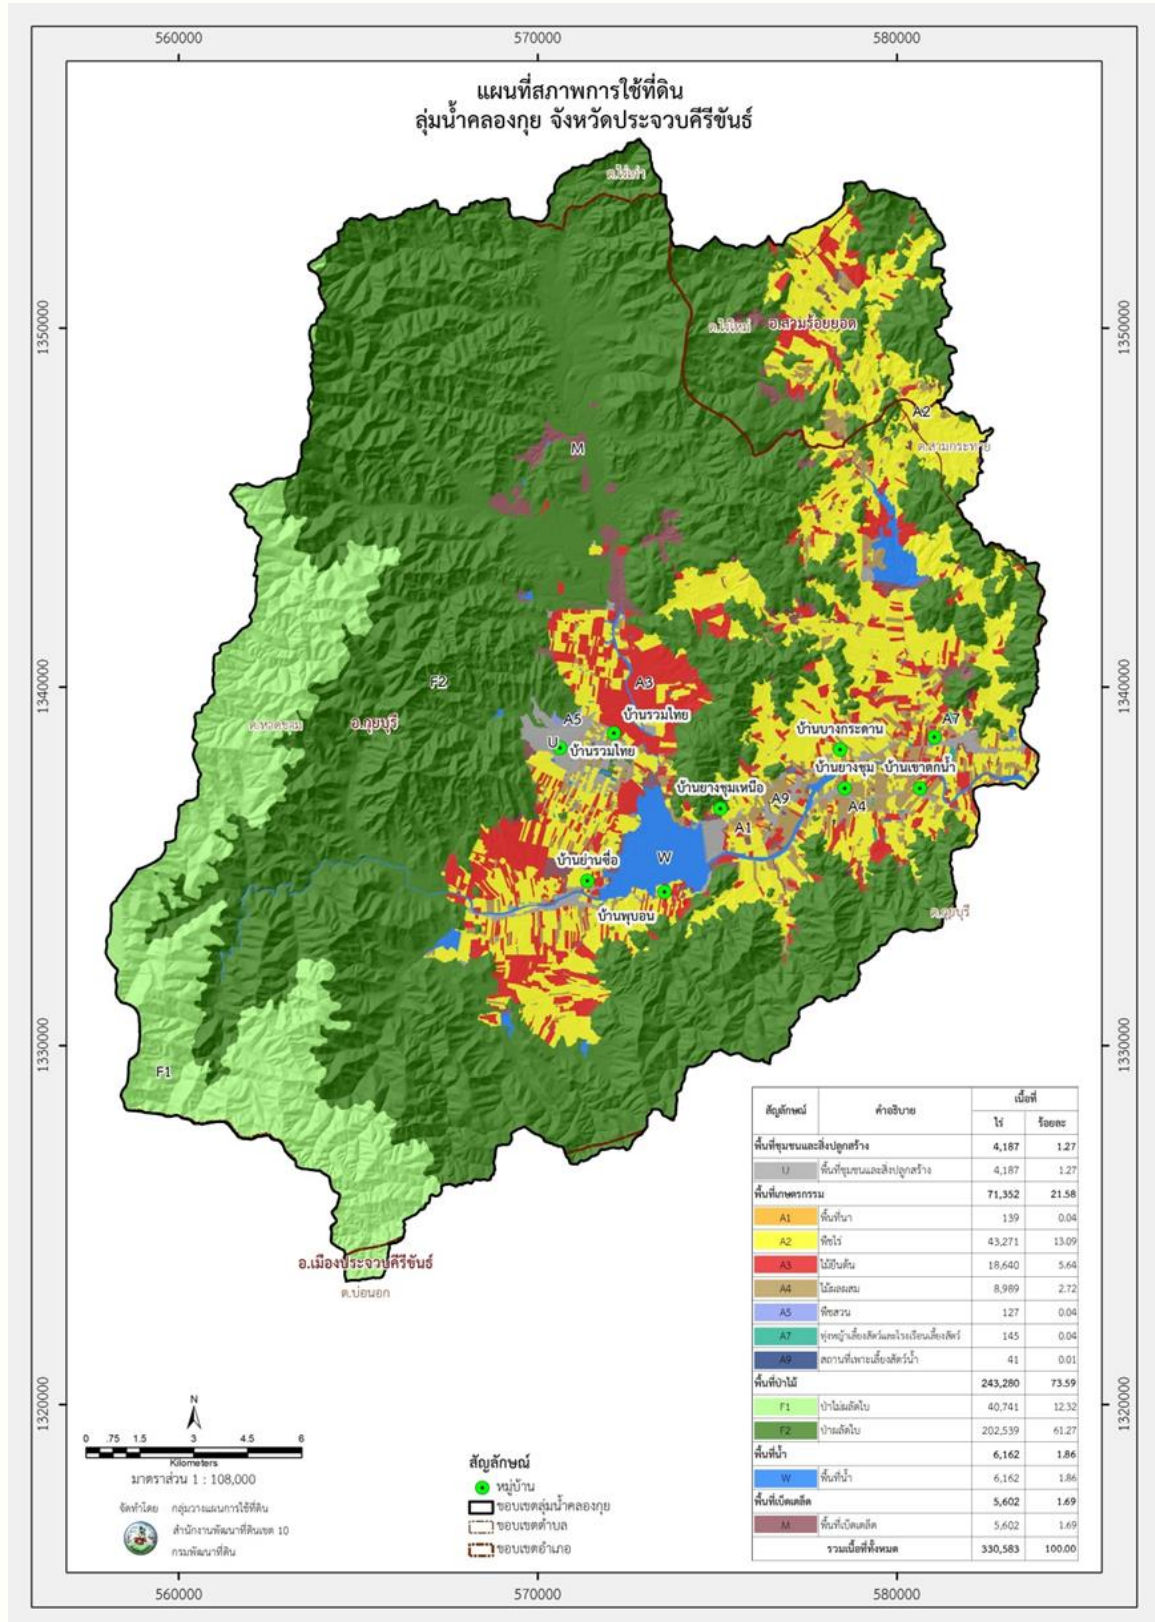 560000 570000 580000
แผนที่สภาพการใช้ที่ดิน
ลุ่มน้ำคลองกุย จังหวัดประจวบคีรีขันธ์
ต.ไร่เก่า
1350000
ต.ไร่ใหม่
อ.สามร้อยยอด
1350000
A2
ต.สามกระทาย
M
1340000
F2
A3
1340000
ต.หาดขาม
อ.กุยบุรี
A5
บ้านรวมไทย
A7
U
บ้านรวมไทย
บ้านบางกระดาน
บ้านยางชุม
บ้านเขาตกน้ำ
บ้านยางชุมเหนือ
A9
A4
A1
บ้านย่านซื่อ
W
บ้านพุบอน
ต.กุยบุรี
1330000
F1
1330000
อ.เมืองประจวบคีรีขันธ์
ต.บ่อนอก
สัญลักษณ์ คำอธิบาย เนื้อที่
ไร่ ร้อยละ
พื้นที่ชุมชนและสิ่งปลูกสร้าง 4,187 1.27
U พื้นที่ชุมชนและสิ่งปลูกสร้าง 4,187 1.27
พื้นที่เกษตรกรรม 71,352 21.58
A1 พื้นที่นา 139 0.04
A2 พืชไร่ 43,271 13.09
A3 ไม้ยืนต้น 18,640 5.64
A4 ไม้ผลผสม 8,989 2.72
A5 พืชสวน 127 0.04
A7 ทุ่งหญ้าเลี้ยงสัตว์และโรงเรือนเลี้ยงสัตว์ 145 0.04
A9 สถานที่เพาะเลี้ยงสัตว์น้ำ 41 0.01
พื้นที่ป่าไม้ 243,280 73.59
F1 ป่าไม่ผลัดใบ 40,741 12.32
F2 ป่าผลัดใบ 202,539 61.27
พื้นที่น้ำ 6,162 1.86
W พื้นที่น้ำ 6,162 1.86
พื้นที่เบ็ดเตล็ด 5,602 1.69
M พื้นที่เบ็ดเตล็ด 5,602 1.69
รวมเนื้อที่ทั้งหมด 330,583 100.00
1320000
1320000
N
0 .75 1.5 3 4.5 6
Kilometers
มาตราส่วน 1 : 108,000
จัดทำโดย กลุ่มวางแผนการใช้ที่ดิน
สำนักงานพัฒนาที่ดินเขต 10
กรมพัฒนาที่ดิน
สัญลักษณ์
หมู่บ้าน
ขอบเขตลุ่มน้ำคลองกุย
ขอบเขตตำบล
ขอบเขตอำเภอ
560000 570000 580000